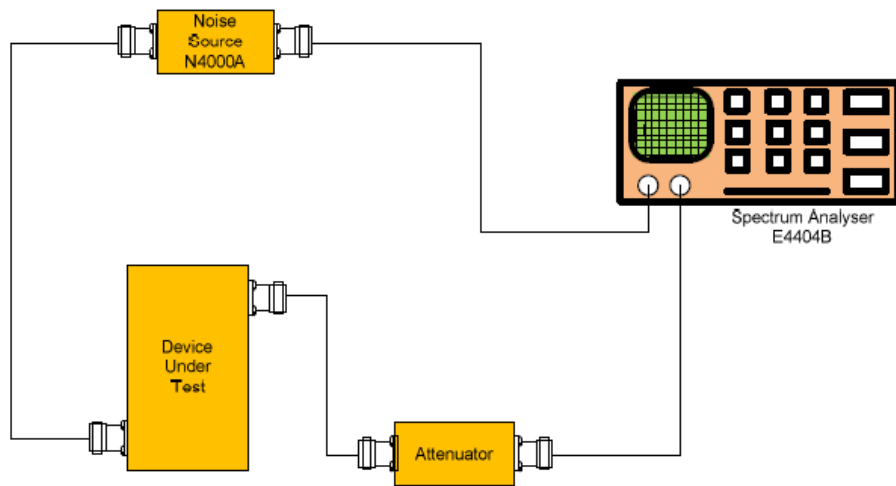 Noise
Source
N4000A
Spectrum Analyser
E4404B
Device
Under
Test
Attenuator